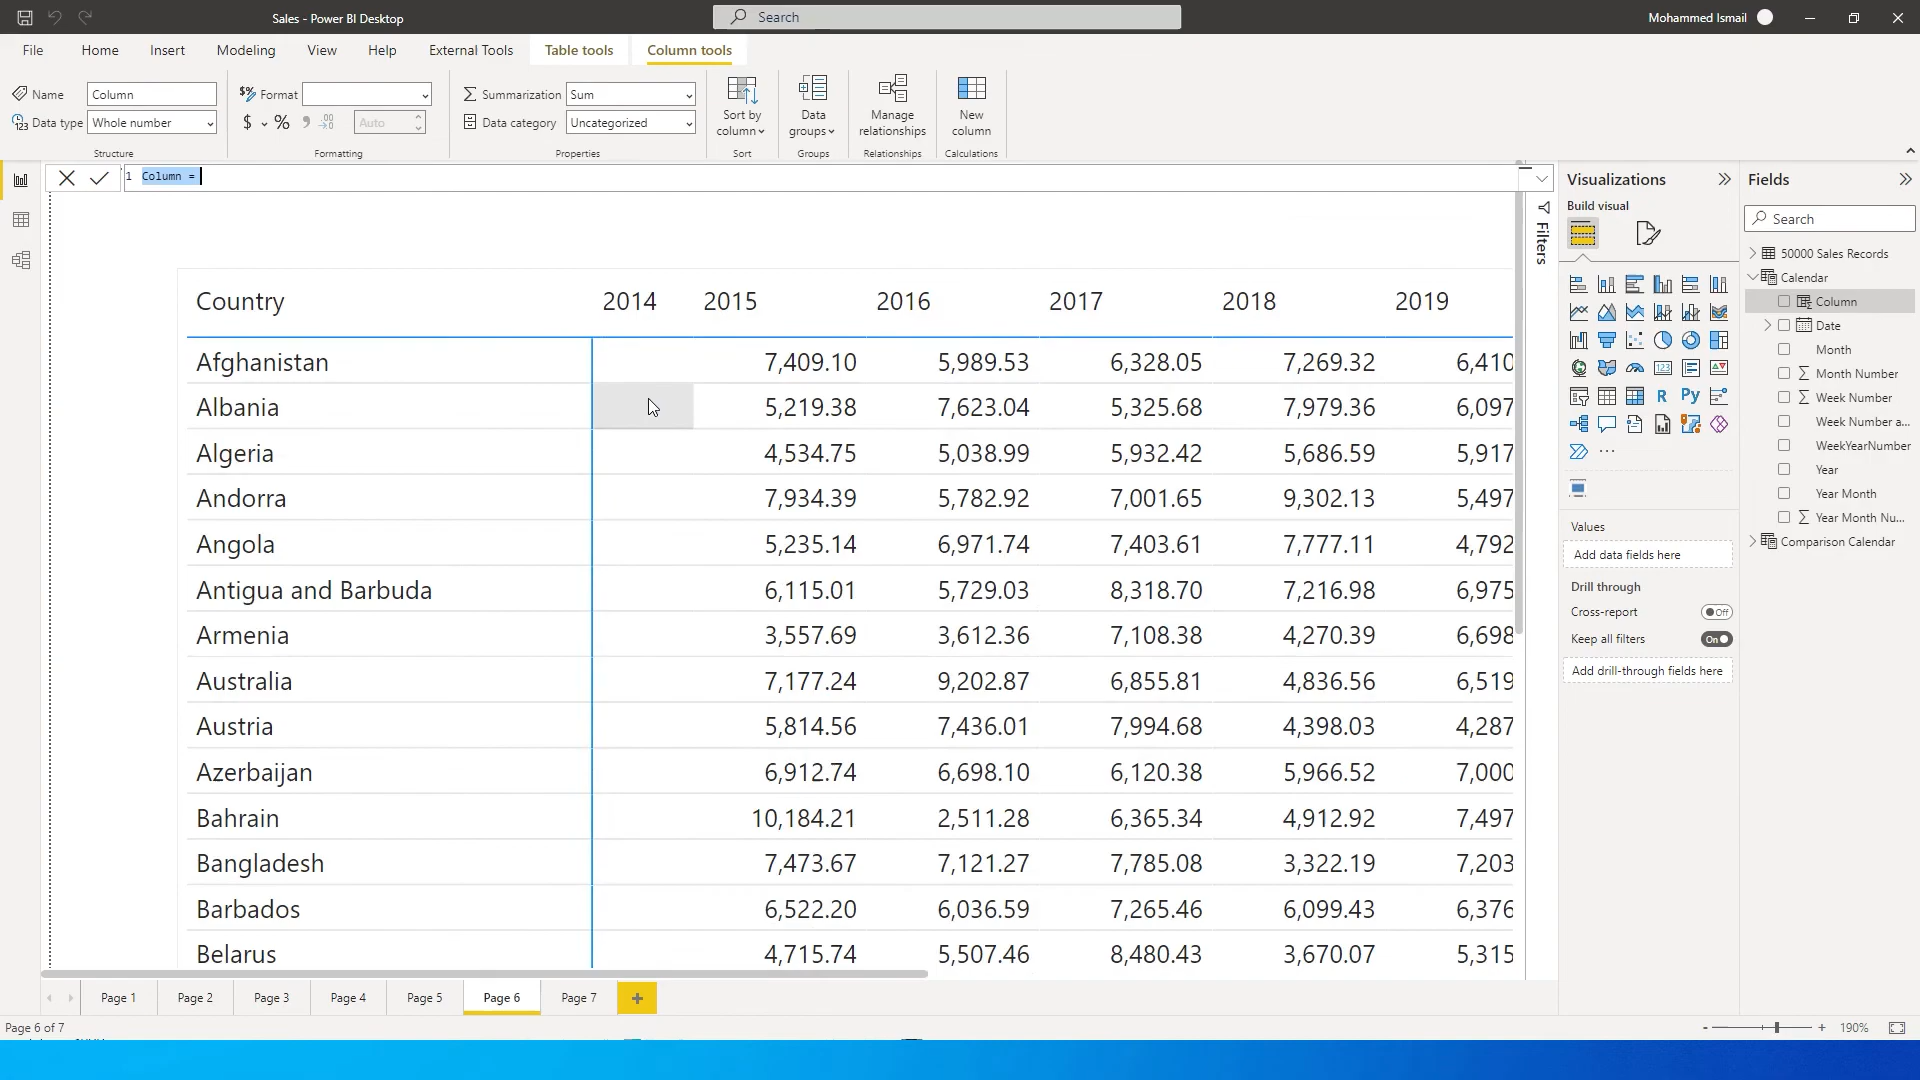 Sales - Power BI Desktop
Search
Mohammed Ismail
File Home Insert Modeling View Help External Tools Table tools Column tools
Name Column
Data type Whole number
Structure
Format
$ % Auto
Formatting
Summarization Sum
Data category Uncategorized
Properties
Sort by column
Sort
Data groups
Groups
Manage relationships
Relationships
New column
Calculations
1 Column =
Country 2014 2015 2016 2017 2018 2019
Afghanistan 7,409.10 5,989.53 6,328.05 7,269.32 6,410
Albania 5,219.38 7,623.04 5,325.68 7,979.36 6,097
Algeria 4,534.75 5,038.99 5,932.42 5,686.59 5,917
Andorra 7,934.39 5,782.92 7,001.65 9,302.13 5,497
Angola 5,235.14 6,971.74 7,403.61 7,777.11 4,792
Antigua and Barbuda 6,115.01 5,729.03 8,318.70 7,216.98 6,975
Armenia 3,557.69 3,612.36 7,108.38 4,270.39 6,698
Australia 7,177.24 9,202.87 6,855.81 4,836.56 6,519
Austria 5,814.56 7,436.01 7,994.68 4,398.03 4,287
Azerbaijan 6,912.74 6,698.10 6,120.38 5,966.52 7,000
Bahrain 10,184.21 2,511.28 6,365.34 4,912.92 7,497
Bangladesh 7,473.67 7,121.27 7,785.08 3,322.19 7,203
Barbados 6,522.20 6,036.59 7,265.46 6,099.43 6,376
Belarus 4,715.74 5,507.46 8,480.43 3,670.07 5,315
Filters
Visualizations
Build visual
123
R Py
Values
Add data fields here
Drill through
Cross-report Off
Keep all filters On
Add drill-through fields here
Fields
Search
50000 Sales Records
Calendar
Column
Date
Month
Month Number
Week Number
Week Number a...
WeekYearNumber
Year
Year Month
Year Month Nu...
Comparison Calendar
Page 1 Page 2 Page 3 Page 4 Page 5 Page 6 Page 7 +
Page 6 of 7
- + 190%